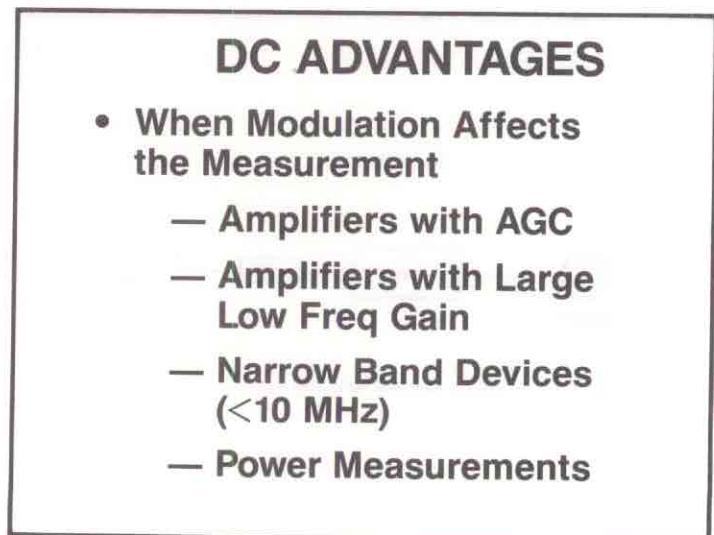 DC ADVANTAGES
• When Modulation Affects
the Measurement
— Amplifiers with AGC
— Amplifiers with Large
Low Freq Gain
— Narrow Band Devices
(<10 MHz)
— Power Measurements